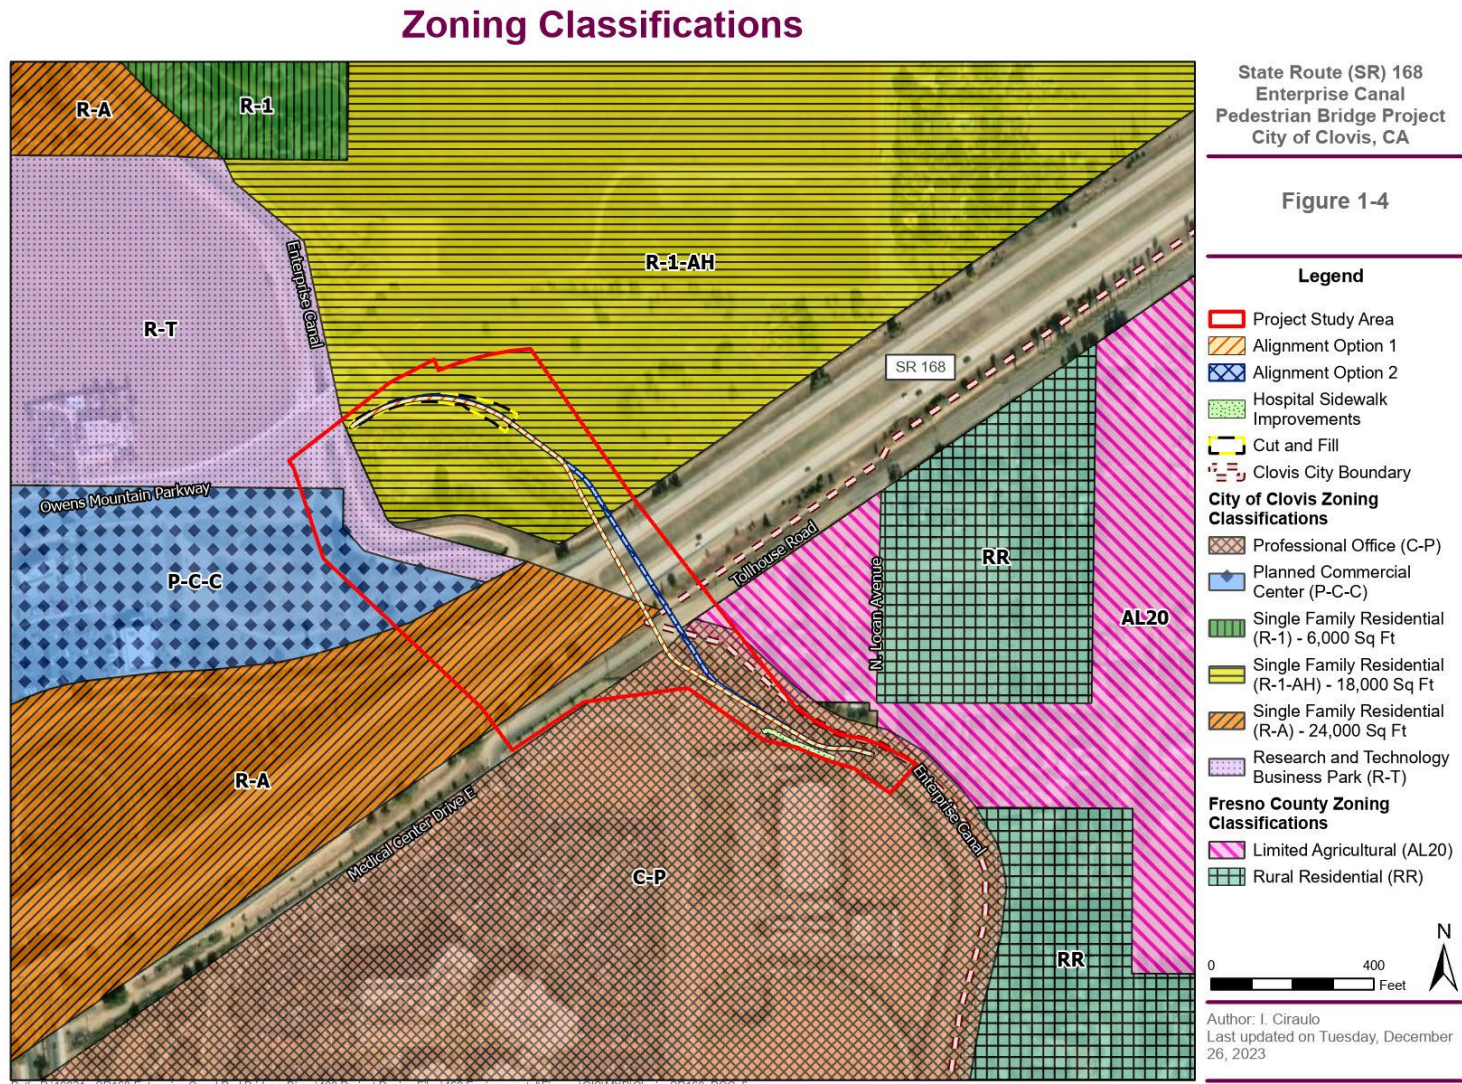 Zoning Classifications
R-A
R-1
R-1-AH
Enterprise Canal
R-T
SR 168
Owens Mountain Parkway
P-C-C
Tollhouse Road
RR
N. Locan Avenue
AL20
R-A
Medical Center Drive E
Enterprise Canal
C-P
RR
State Route (SR) 168
Enterprise Canal
Pedestrian Bridge Project
City of Clovis, CA
Figure 1-4
Legend
Project Study Area
Alignment Option 1
Alignment Option 2
Hospital Sidewalk
Improvements
Cut and Fill
Clovis City Boundary
City of Clovis Zoning
Classifications
Professional Office (C-P)
Planned Commercial
Center (P-C-C)
Single Family Residential
(R-1) - 6,000 Sq Ft
Single Family Residential
(R-1-AH) - 18,000 Sq Ft
Single Family Residential
(R-A) - 24,000 Sq Ft
Research and Technology
Business Park (R-T)
Fresno County Zoning
Classifications
Limited Agricultural (AL20)
Rural Residential (RR)
N
0 400
Feet
Author: I. Ciraulo
Last updated on Tuesday, December
26, 2023